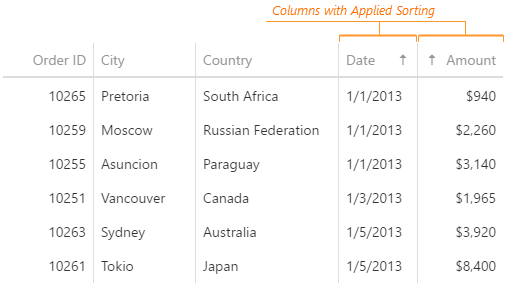 Columns with Applied Sorting
Order ID City Country Date ↑ ↑ Amount
10265 Pretoria South Africa 1/1/2013 $940
10259 Moscow Russian Federation 1/1/2013 $2,260
10255 Asuncion Paraguay 1/1/2013 $3,140
10251 Vancouver Canada 1/3/2013 $1,965
10263 Sydney Australia 1/5/2013 $3,920
10261 Tokio Japan 1/5/2013 $8,400